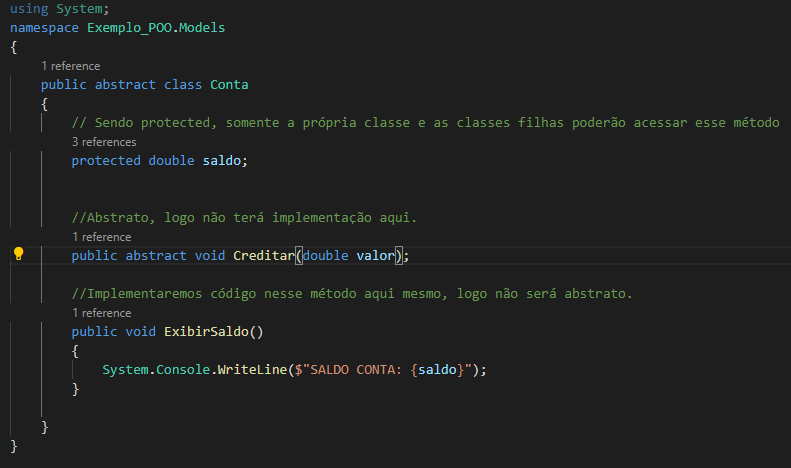 using System;
namespace Exemplo_POO.Models
{
1 reference
public abstract class Conta
{
// Sendo protected, somente a própria classe e as classes filhas poderão acessar esse método
3 references
protected double saldo;
//Abstrato, logo não terá implementação aqui.
1 reference
public abstract void Creditar(double valor);
//Implementaremos código nesse método aqui mesmo, logo não será abstrato.
1 reference
public void ExibirSaldo()
{
System.Console.WriteLine($"SALDO CONTA: {saldo}");
}
}
}